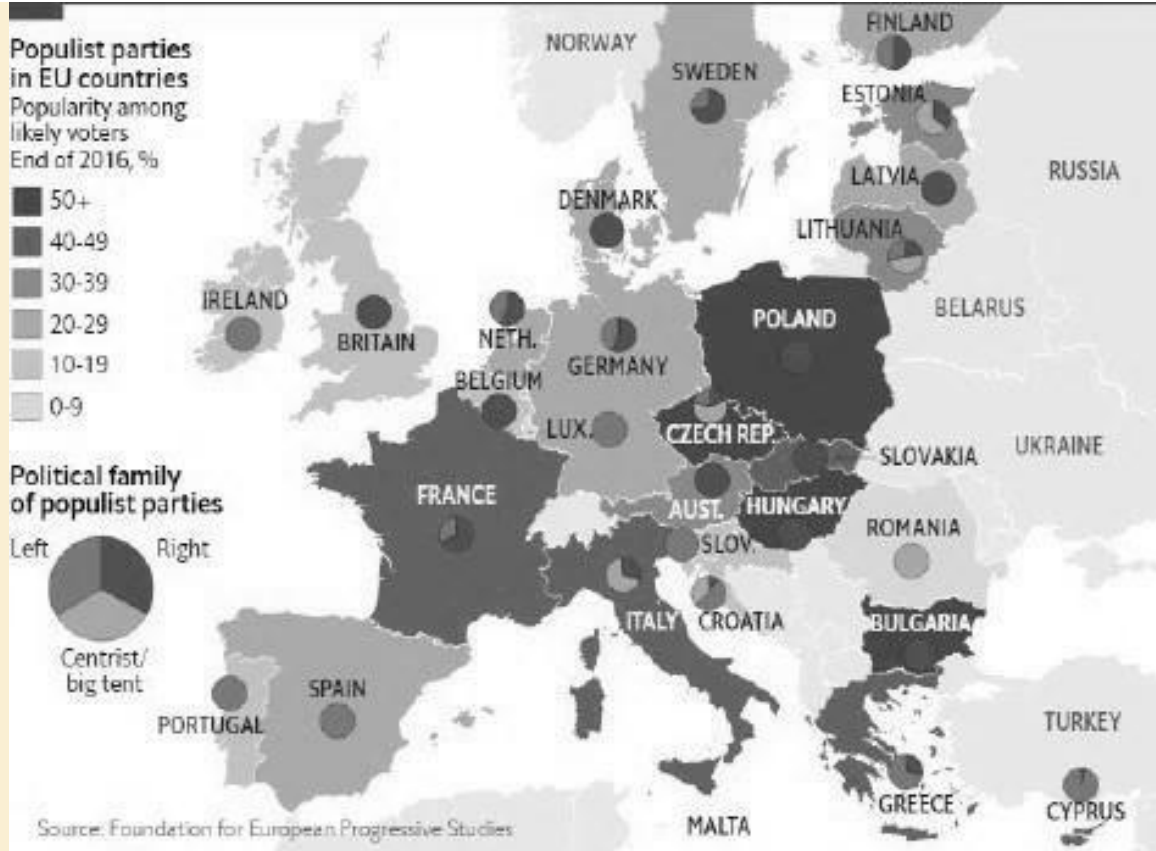 Populist parties
in EU countries
Popularity among
likely voters
End of 2016, %
50+
40-49
30-39
20-29
10-19
0-9
Political family
of populist parties
Left
Right
Centrist/
big tent
NORWAY
FINLAND
SWEDEN
ESTONIA
RUSSIA
LATVIA
DENMARK
LITHUANIA
IRELAND
BRITAIN
NETH.
BELARUS
POLAND
GERMANY
BELGIUM
LUX.
CZECH REP.
UKRAINE
SLOVAKIA
FRANCE
AUST.
HUNGARY
ROMANIA
SLOV.
ITALY
CROATIA
BULGARIA
SPAIN
PORTUGAL
TURKEY
GREECE
CYPRUS
MALTA
Source: Foundation for European Progressive Studies